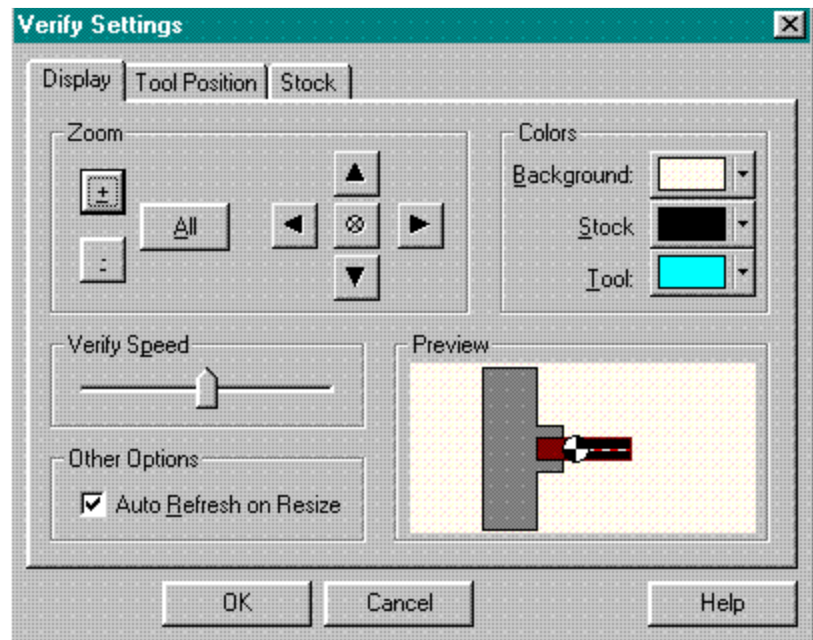 Verify Settings
Display Tool Position Stock
Zoom
+
All
-
Colors
Background:
Stock
Tool:
Verify Speed
Preview
Other Options
Auto Refresh on Resize
OK Cancel Help